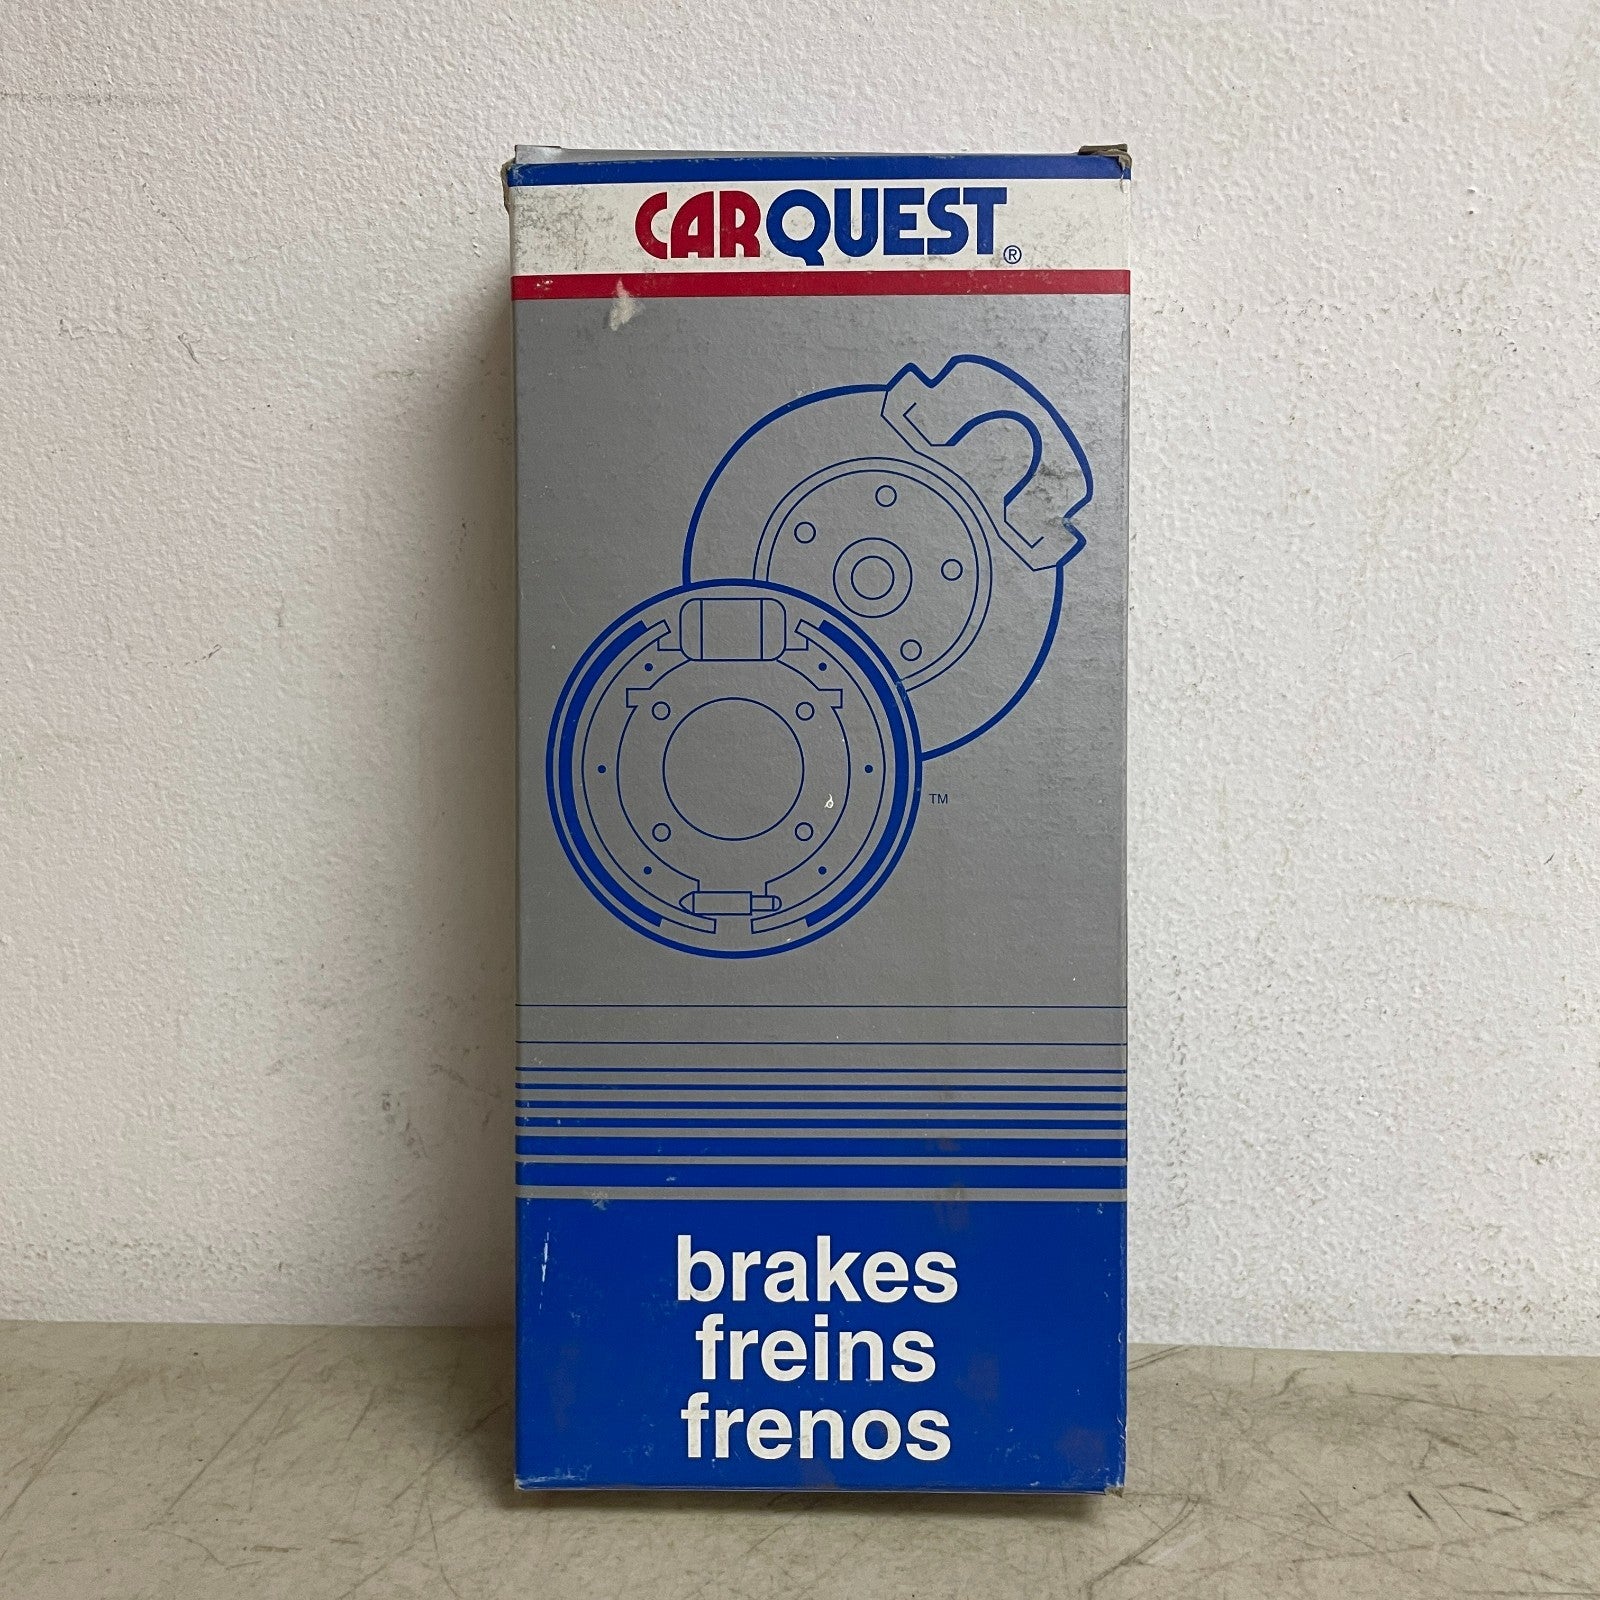 CARQUEST®
TM
brakes
freins
frenos